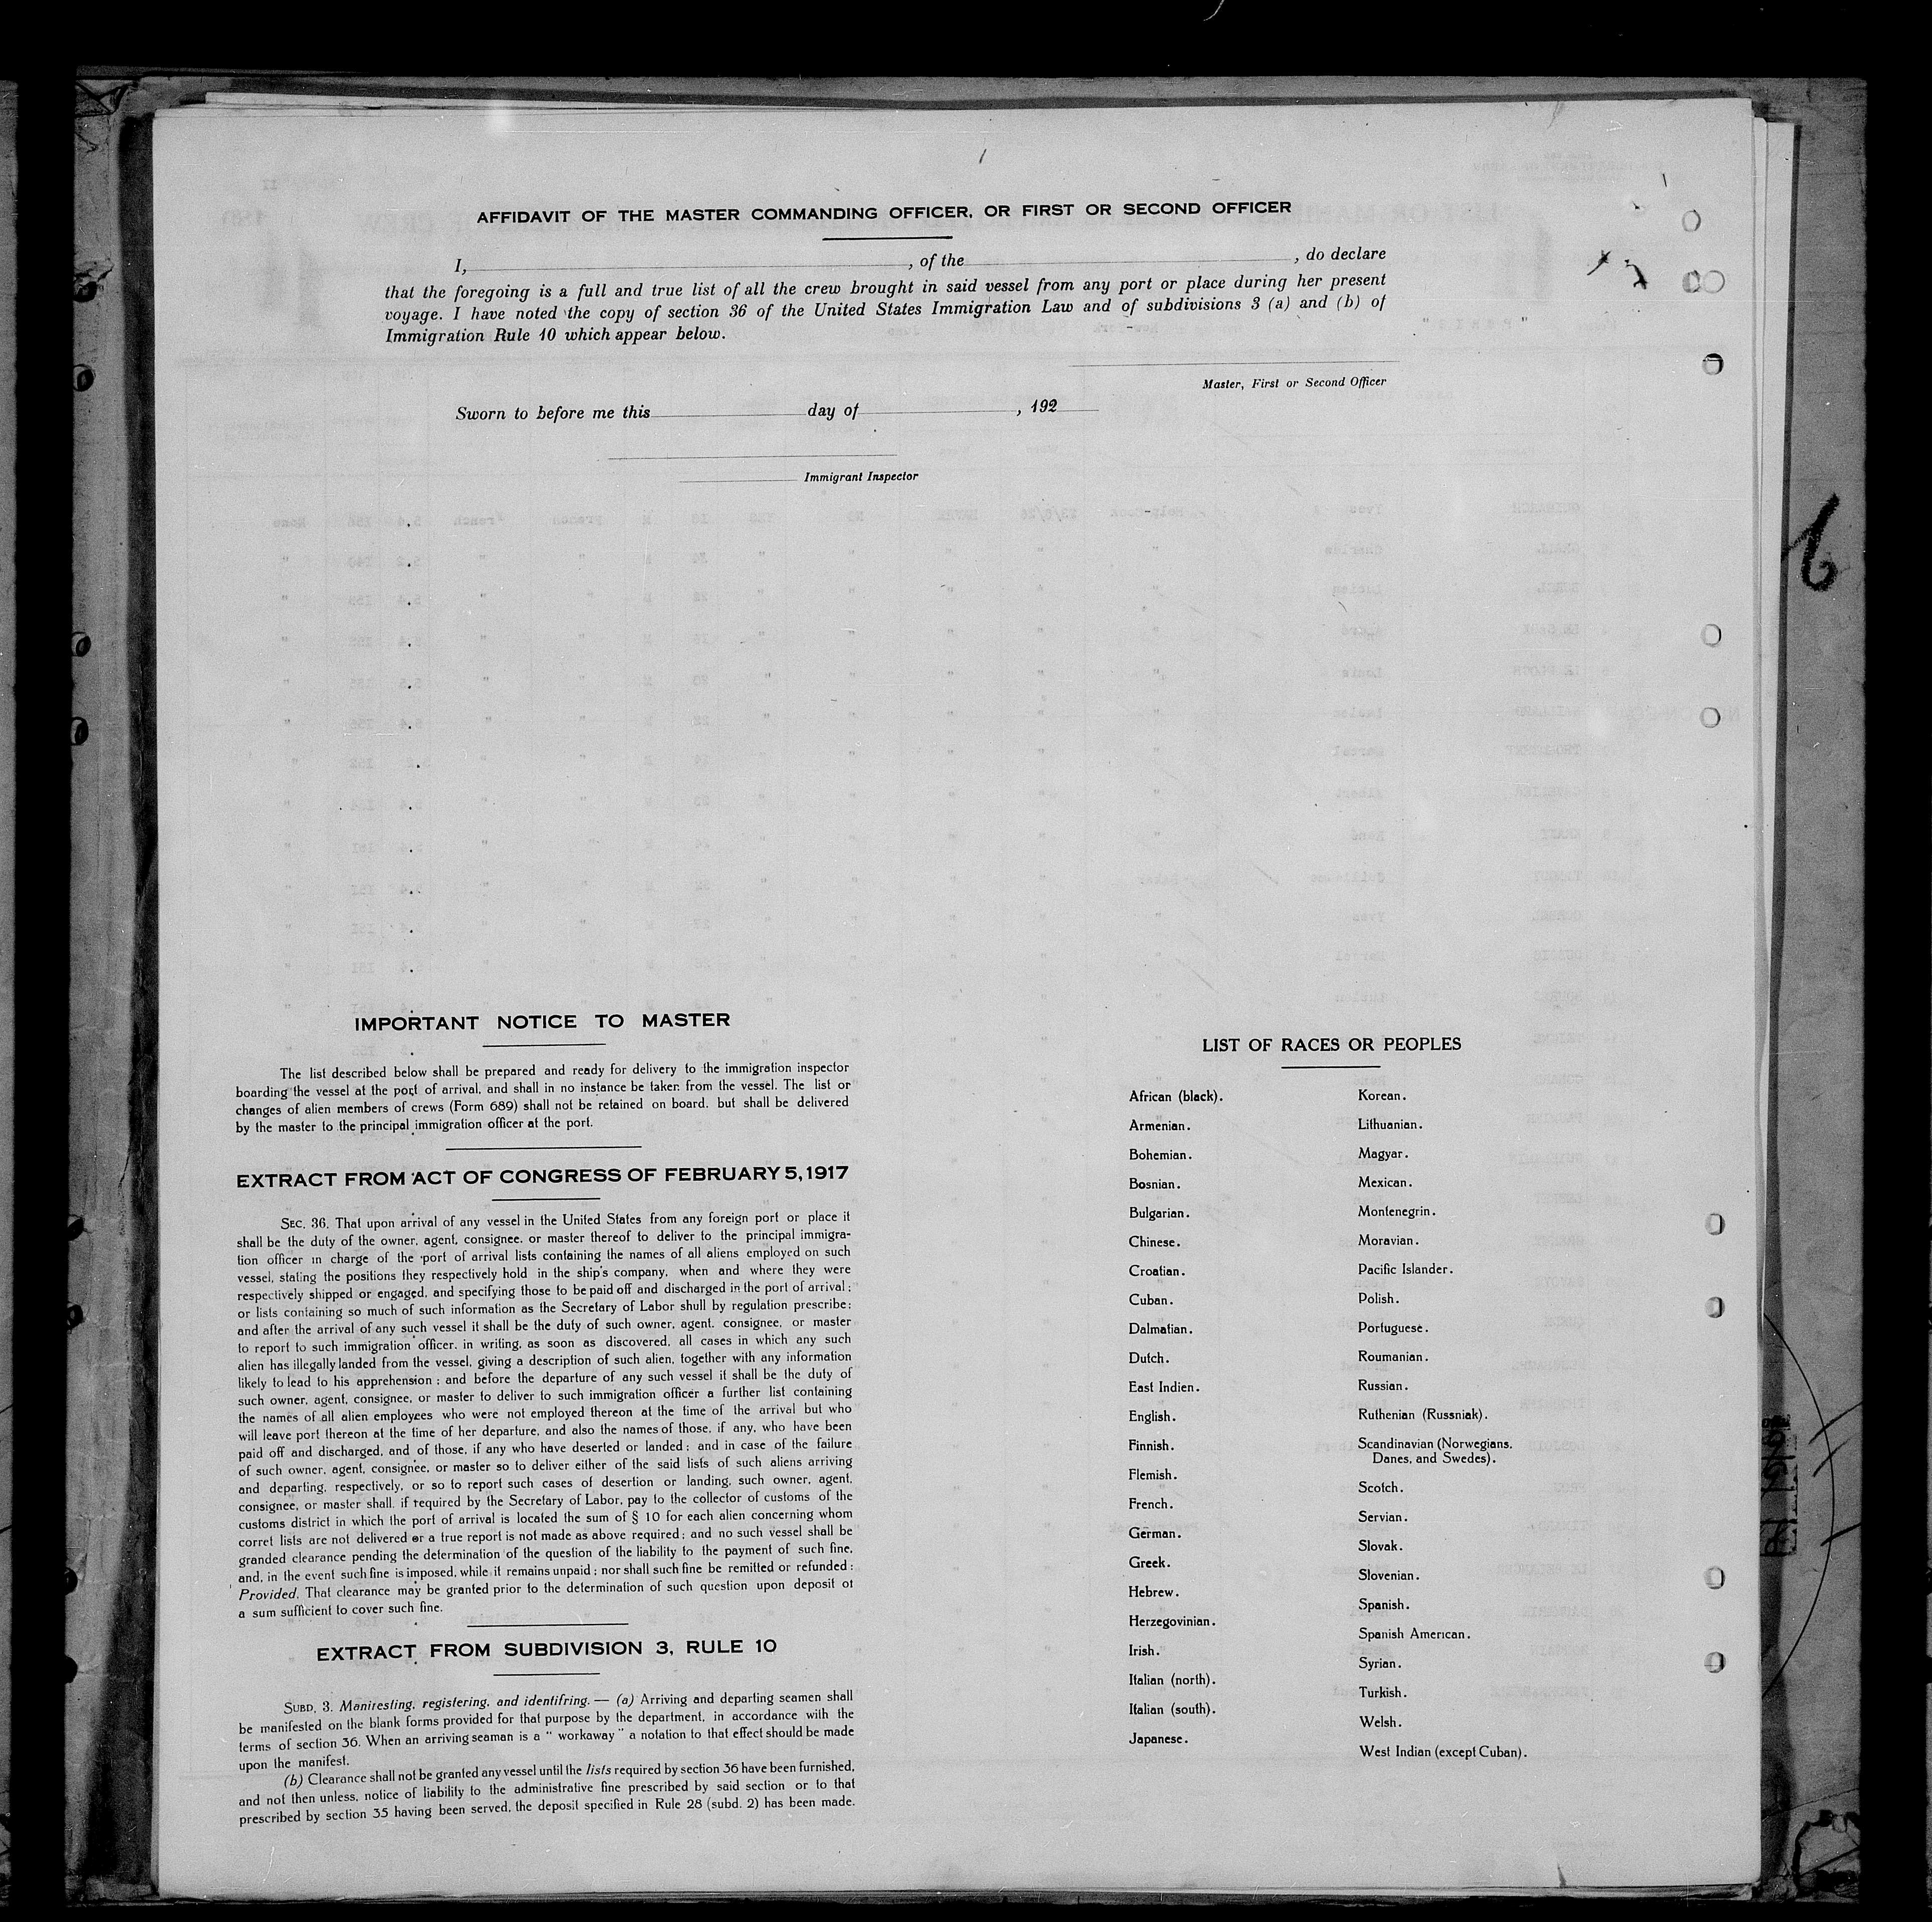 AFFIDAVIT OF THE MASTER COMMANDING OFFICER, OR FIRST OR SECOND OFFICER
I, , of the , do declare
that the foregoing is a full and true list of all the crew brought in said vessel from any port or place during her present
voyage. I have noted the copy of section 36 of the United States Immigration Law and of subdivisions 3 (a) and (b) of
Immigration Rule 10 which appear below.
Master, First or Second Officer
Sworn to before me this day of , 192
Immigrant Inspector
IMPORTANT NOTICE TO MASTER
The list described below shall be prepared and ready for delivery to the immigration inspector
boarding the vessel at the port of arrival, and shall in no instance be taken from the vessel. The list or
changes of alien members of crews (Form 689) shall not be retained on board, but shall be delivered
by the master to the principal immigration officer at the port.
EXTRACT FROM ACT OF CONGRESS OF FEBRUARY 5, 1917
SEC. 36. That upon arrival of any vessel in the United States from any foreign port or place it
shall be the duty of the owner, agent, consignee, or master thereof to deliver to the principal immigra-
tion officer in charge of the port of arrival lists containing the names of all aliens employed on such
vessel, stating the positions they respectively hold in the ship's company, when and where they were
respectively shipped or engaged, and specifying those to be paid off and discharged in the port of arrival;
or lists containing so much of such information as the Secretary of Labor shull by regulation prescribe;
and after the arrival of any such vessel it shall be the duty of such owner, agent, consignee, or master
to report to such immigration officer, in writing, as soon as discovered, all cases in which any such
alien has illegally landed from the vessel, giving a description of such alien, together with any information
likely to lead to his apprehension; and before the departure of any such vessel it shall be the duty of
such owner, agent, consignee, or master to deliver to such immigration officer a further list containing
the names of all alien employees who were not employed thereon at the time of the arrival but who
will leave port thereon at the time of her departure, and also the names of those, if any, who have been
paid off and discharged, and of those, if any who have deserted or landed; and in case of the failure
of such owner, agent, consignee, or master so to deliver either of the said lists of such aliens arriving
and departing, respectively, or so to report such cases of desertion or landing, such owner, agent,
consignee, or master shall, if required by the Secretary of Labor, pay to the collector of customs of the
customs district in which the port of arrival is located the sum of § 10 for each alien concerning whom
corret lists are not delivered or a true report is not made as above required; and no such vessel shall be
granded clearance pending the determination of the question of the liability to the payment of such fine,
and, in the event such fine is imposed, while it remains unpaid; nor shall such fine be remitted or refunded:
Provided, That clearance may be granted prior to the determination of such question upon deposit of
a sum sufficient to cover such fine.
EXTRACT FROM SUBDIVISION 3, RULE 10
SUBD. 3. Manifesting, registering, and identifring. — (a) Arriving and departing seamen shall
be manifested on the blank forms provided for that purpose by the department, in accordance with the
terms of section 36. When an arriving seaman is a " workaway " a notation to that effect should be made
upon the manifest.
(b) Clearance shall not be granted any vessel until the lists required by section 36 have been furnished,
and not then unless, notice of liability to the administrative fine prescribed by said section or to that
prescribed by section 35 having been served, the deposit specified in Rule 28 (subd. 2) has been made.
LIST OF RACES OR PEOPLES
African (black).
Armenian.
Bohemian.
Bosnian.
Bulgarian.
Chinese.
Croatian.
Cuban.
Dalmatian.
Dutch.
East Indien.
English.
Finnish.
Flemish.
French.
German.
Greek.
Hebrew.
Herzegovinian.
Irish.
Italian (north).
Italian (south).
Japanese.
Korean.
Lithuanian.
Magyar.
Mexican.
Montenegrin.
Moravian.
Pacific Islander.
Polish.
Portuguese.
Roumanian.
Russian.
Ruthenian (Russniak).
Scandinavian (Norwegians,
Danes, and Swedes).
Scotch.
Servian.
Slovak.
Slovenian.
Spanish.
Spanish American.
Syrian.
Turkish.
Welsh.
West Indian (except Cuban).